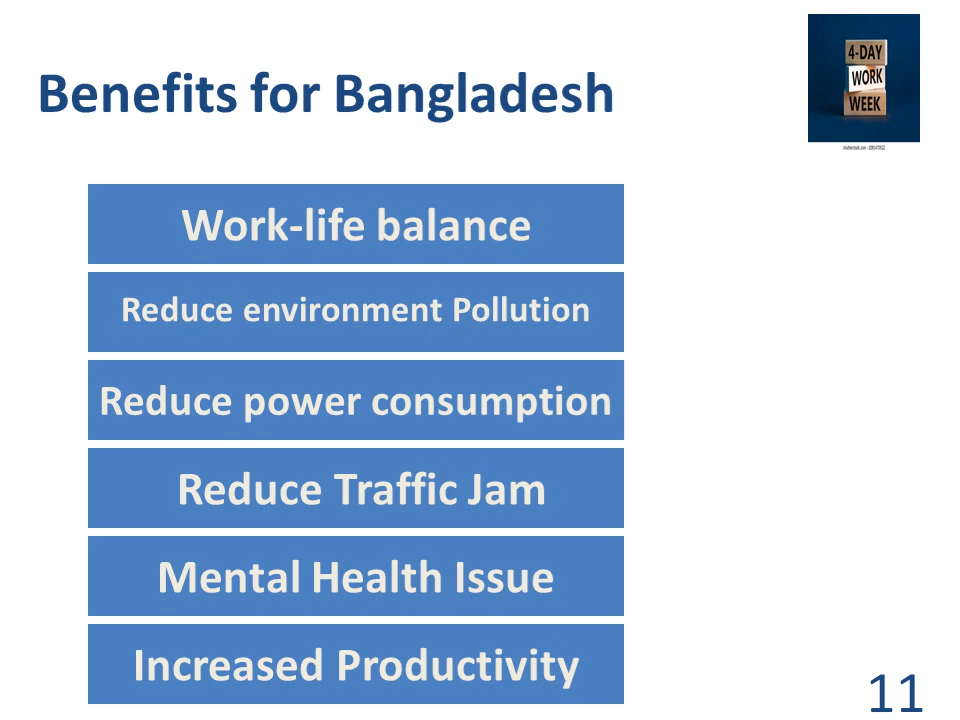 Benefits for Bangladesh
4-DAY
WORK
WEEK
Work-life balance
Reduce environment Pollution
Reduce power consumption
Reduce Traffic Jam
Mental Health Issue
Increased Productivity
11